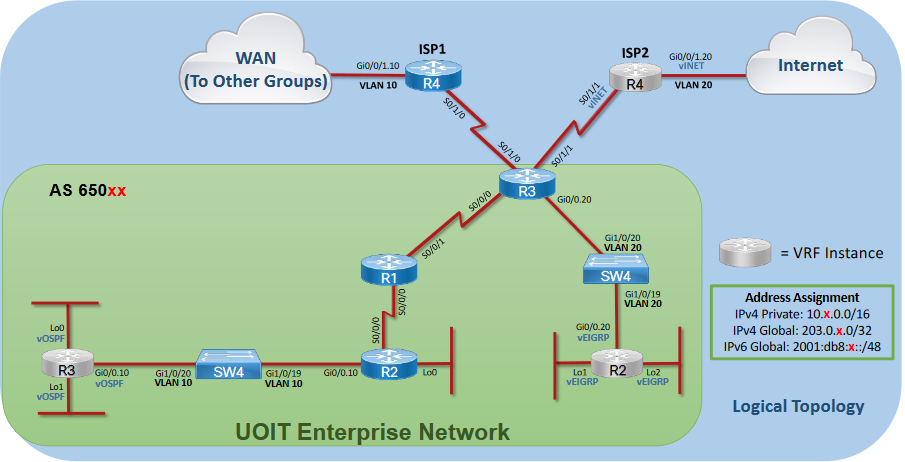 WAN
(To Other Groups)
Gi0/0/1.10
VLAN 10
ISP1
R4
S0/1/0
ISP2
R4
Gi0/0/1.20
vINET
VLAN 20
Internet
S0/1/1
vINET
S0/1/0
S0/1/1
R3
AS 650xx
S0/0/0
Gi0/0.20
S0/0/1
R1
S0/0/0
Gi1/0/20
VLAN 20
SW4
Gi1/0/19
VLAN 20
= VRF Instance
Address Assignment
IPv4 Private: 10.x.0.0/16
IPv4 Global: 203.0.x.0/32
IPv6 Global: 2001:db8:x::/48
Lo0
vOSPF
R3
Gi0/0.10
vOSPF
Lo1
vOSPF
Gi1/0/20
VLAN 10
SW4
Gi1/0/19
VLAN 10
Gi0/0.10
S0/0/0
R2
Lo0
Gi0/0.20
vEIGRP
Lo1
vEIGRP
R2
Lo2
vEIGRP
UOIT Enterprise Network
Logical Topology